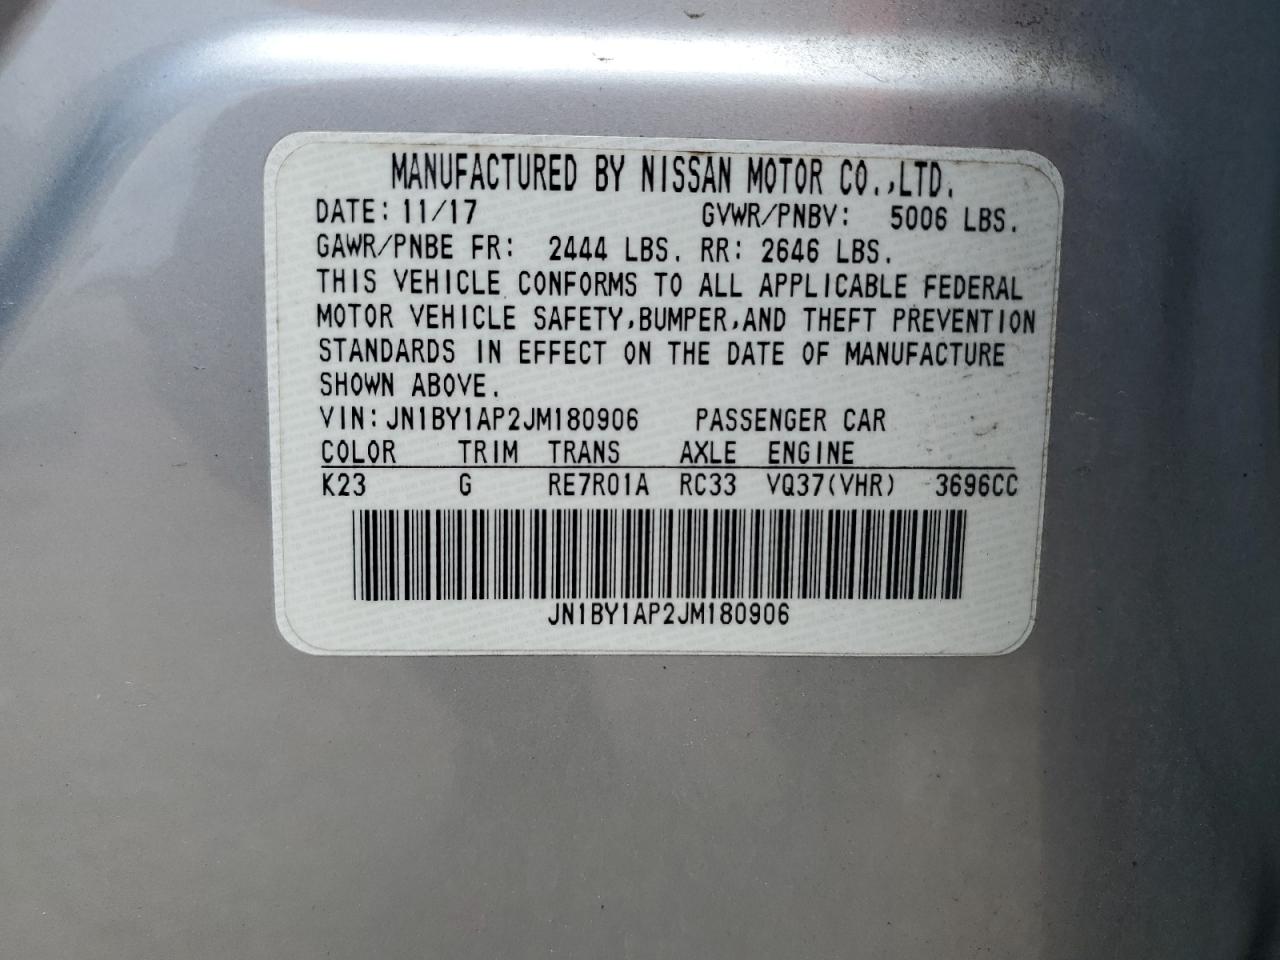 MANUFACTURED BY NISSAN MOTOR CO.,LTD.
DATE: 11/17 GVWR/PNBV: 5006 LBS.
GAWR/PNBE FR: 2444 LBS. RR: 2646 LBS.
THIS VEHICLE CONFORMS TO ALL APPLICABLE FEDERAL
MOTOR VEHICLE SAFETY,BUMPER,AND THEFT PREVENTION
STANDARDS IN EFFECT ON THE DATE OF MANUFACTURE
SHOWN ABOVE.
VIN:JN1BY1AP2JM180906 PASSENGER CAR
COLOR TRIM TRANS AXLE ENGINE
K23 G RE7R01A RC33 VQ37(VHR) 3696CC
JN1BY1AP2JM180906